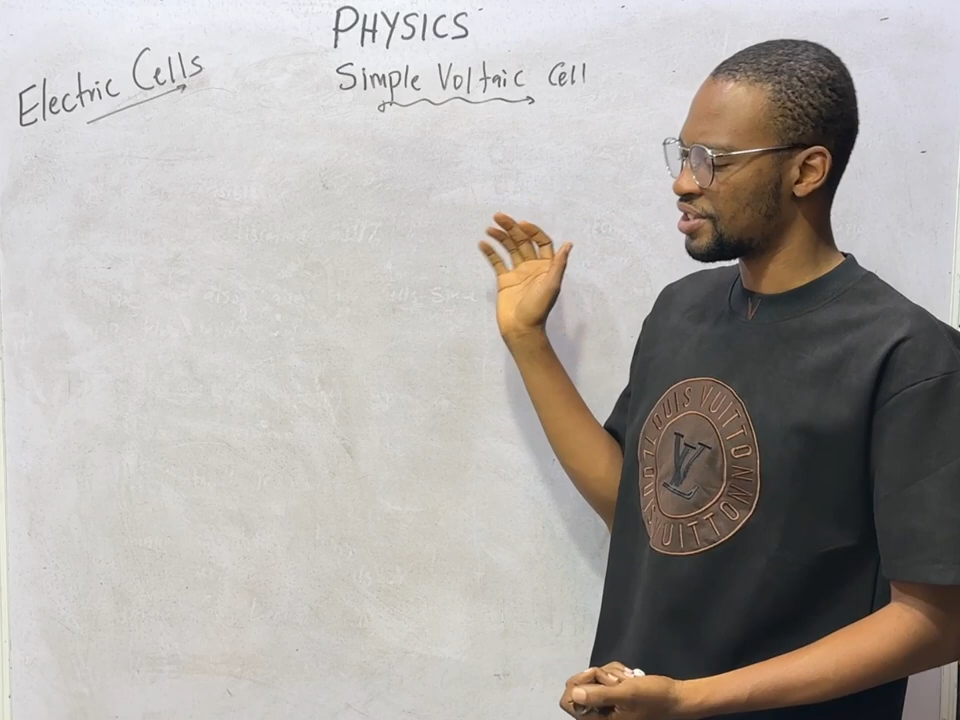 PHYSICS
Electric Cells
Simple Voltaic Cell
LOUIS VUITTON
LV
LOUIS VUITTON